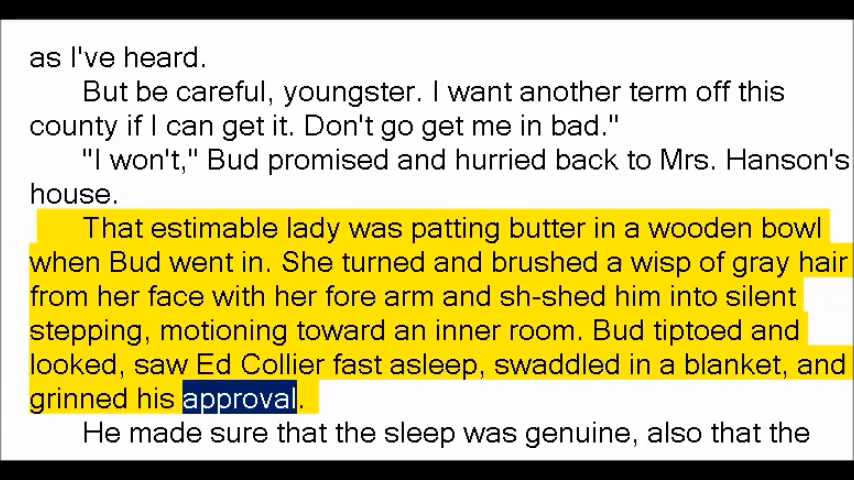 as I've heard.
But be careful, youngster. I want another term off this
county if I can get it. Don't go get me in bad."
"I won't," Bud promised and hurried back to Mrs. Hanson's
house.
That estimable lady was patting butter in a wooden bowl
when Bud went in. She turned and brushed a wisp of gray hair
from her face with her fore arm and sh-shed him into silent
stepping, motioning toward an inner room. Bud tiptoed and
looked, saw Ed Collier fast asleep, swaddled in a blanket, and
grinned his approval.
He made sure that the sleep was genuine, also that the